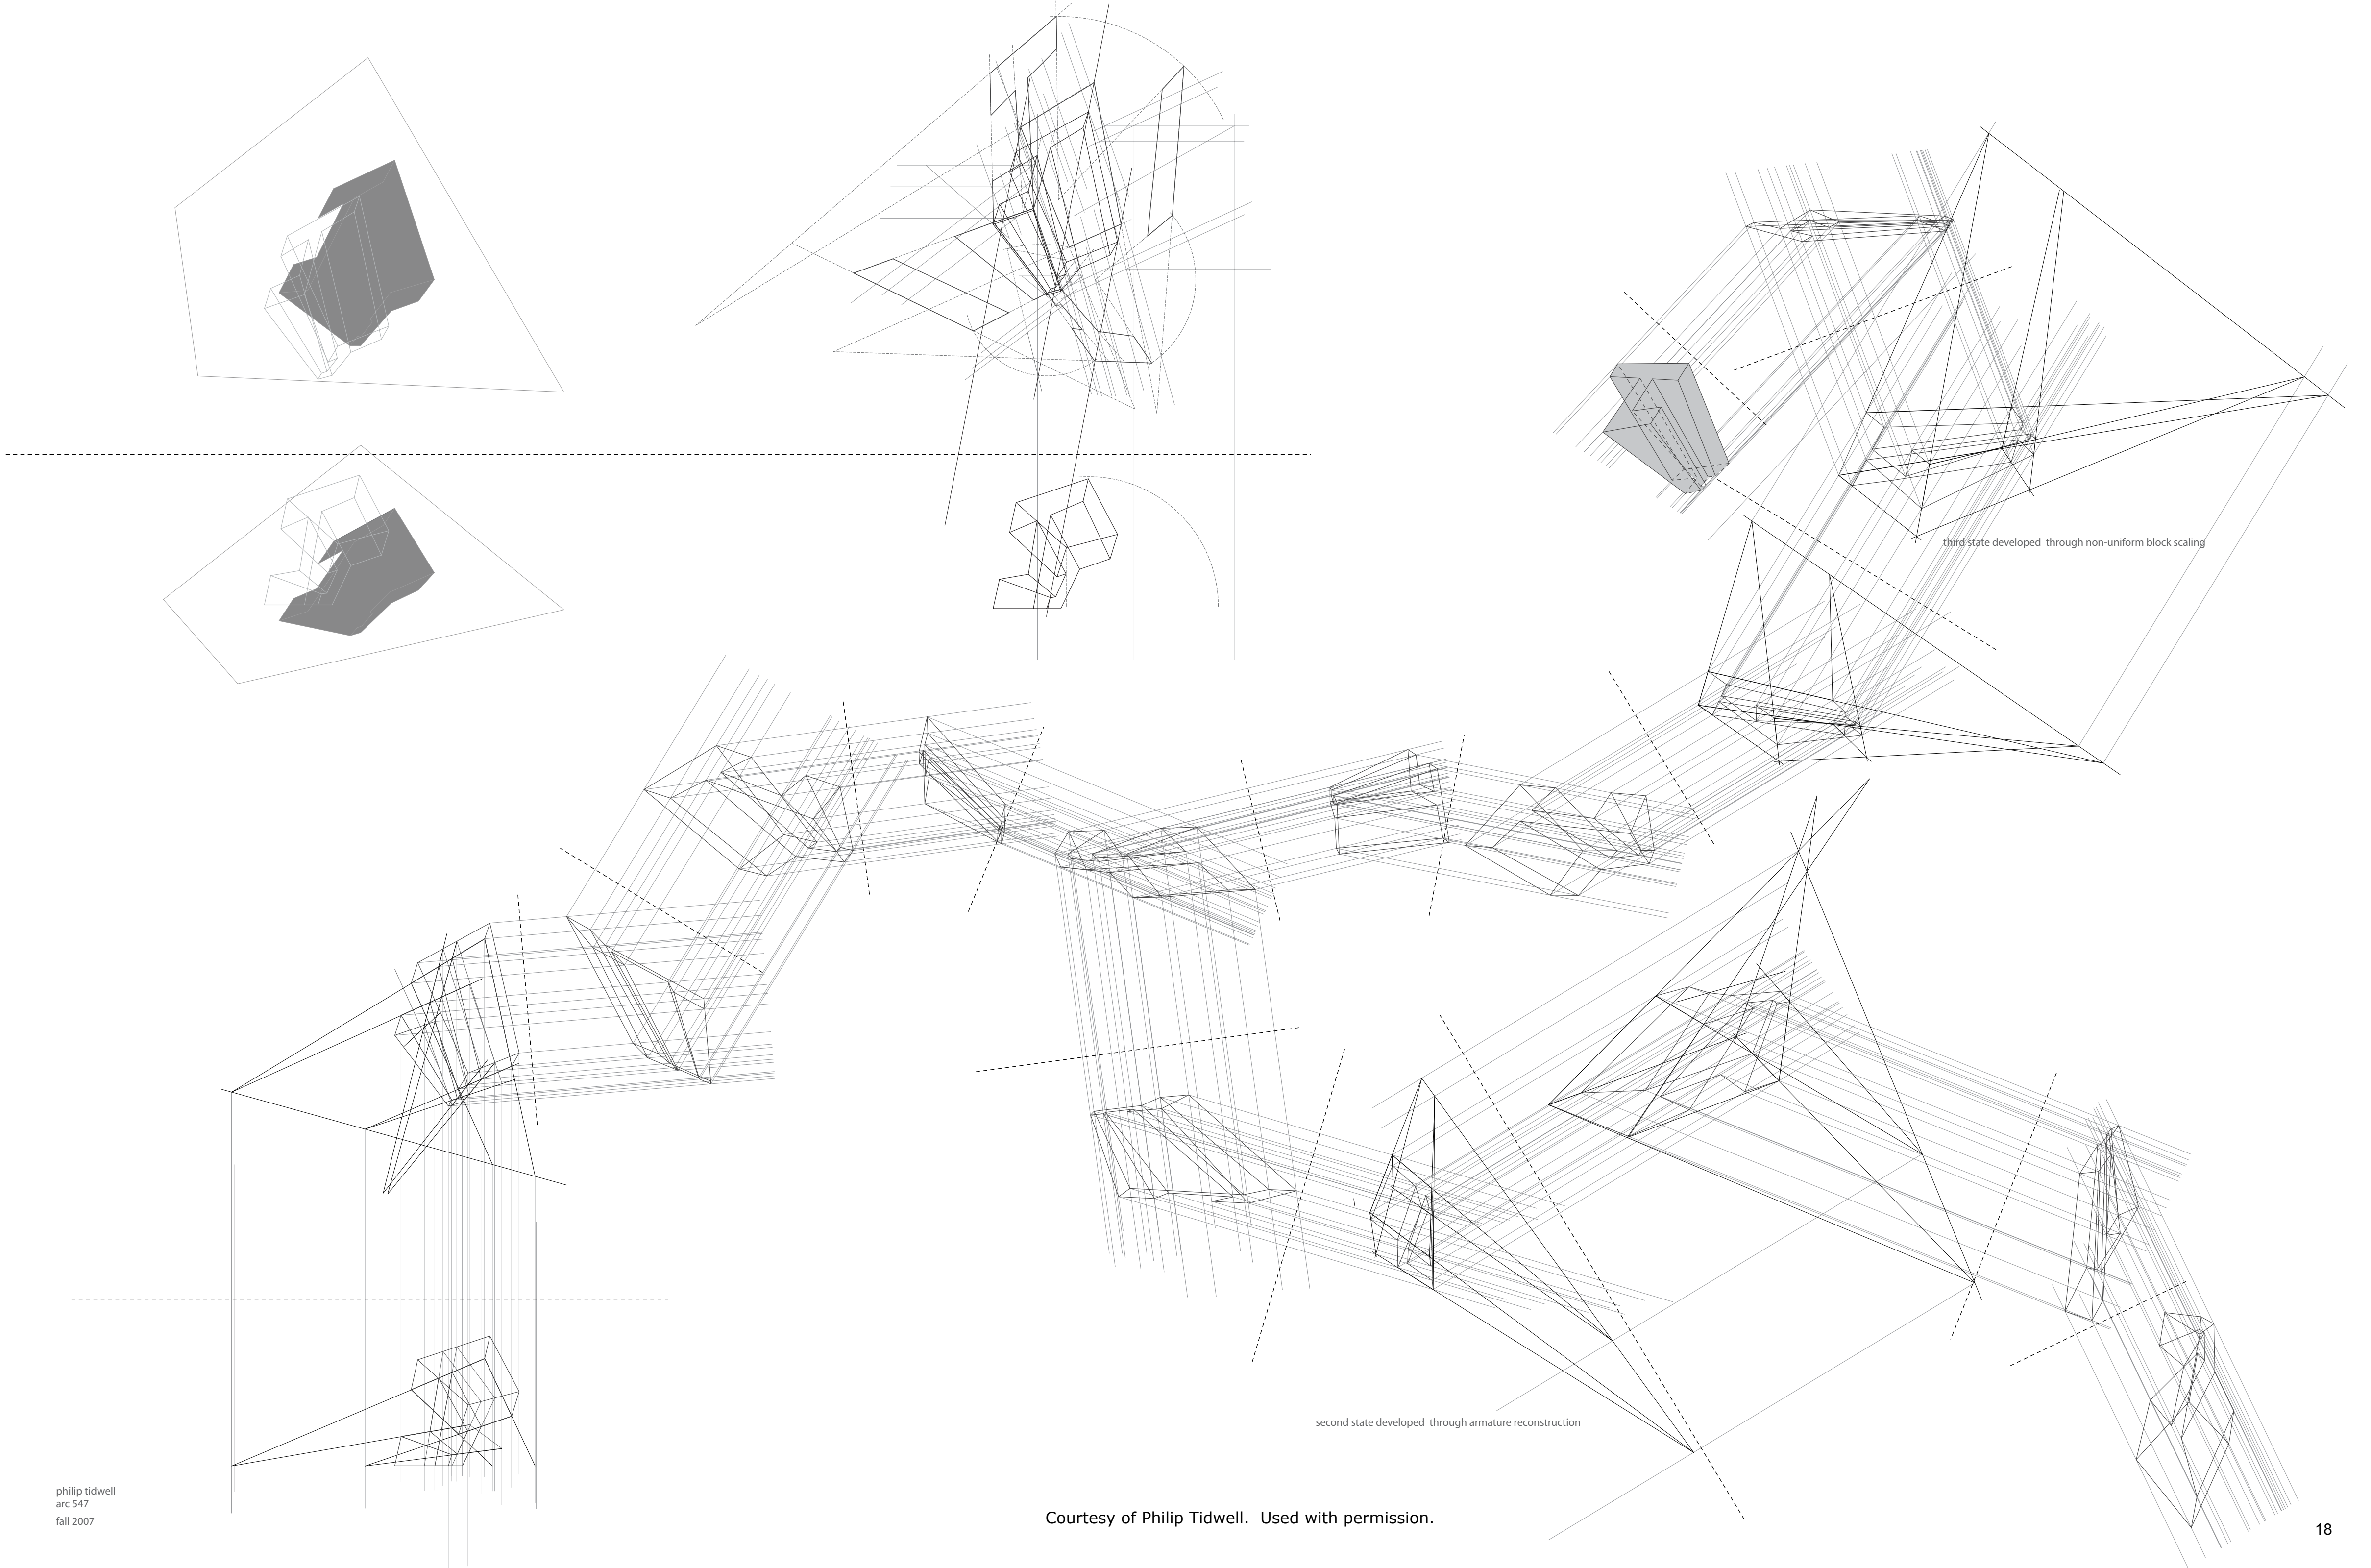 third state developed  through non-uniform block scaling
second state developed  through armature reconstruction
philip tidwell
arc 547
fall 2007
Courtesy of Philip Tidwell.  Used with permission.
18